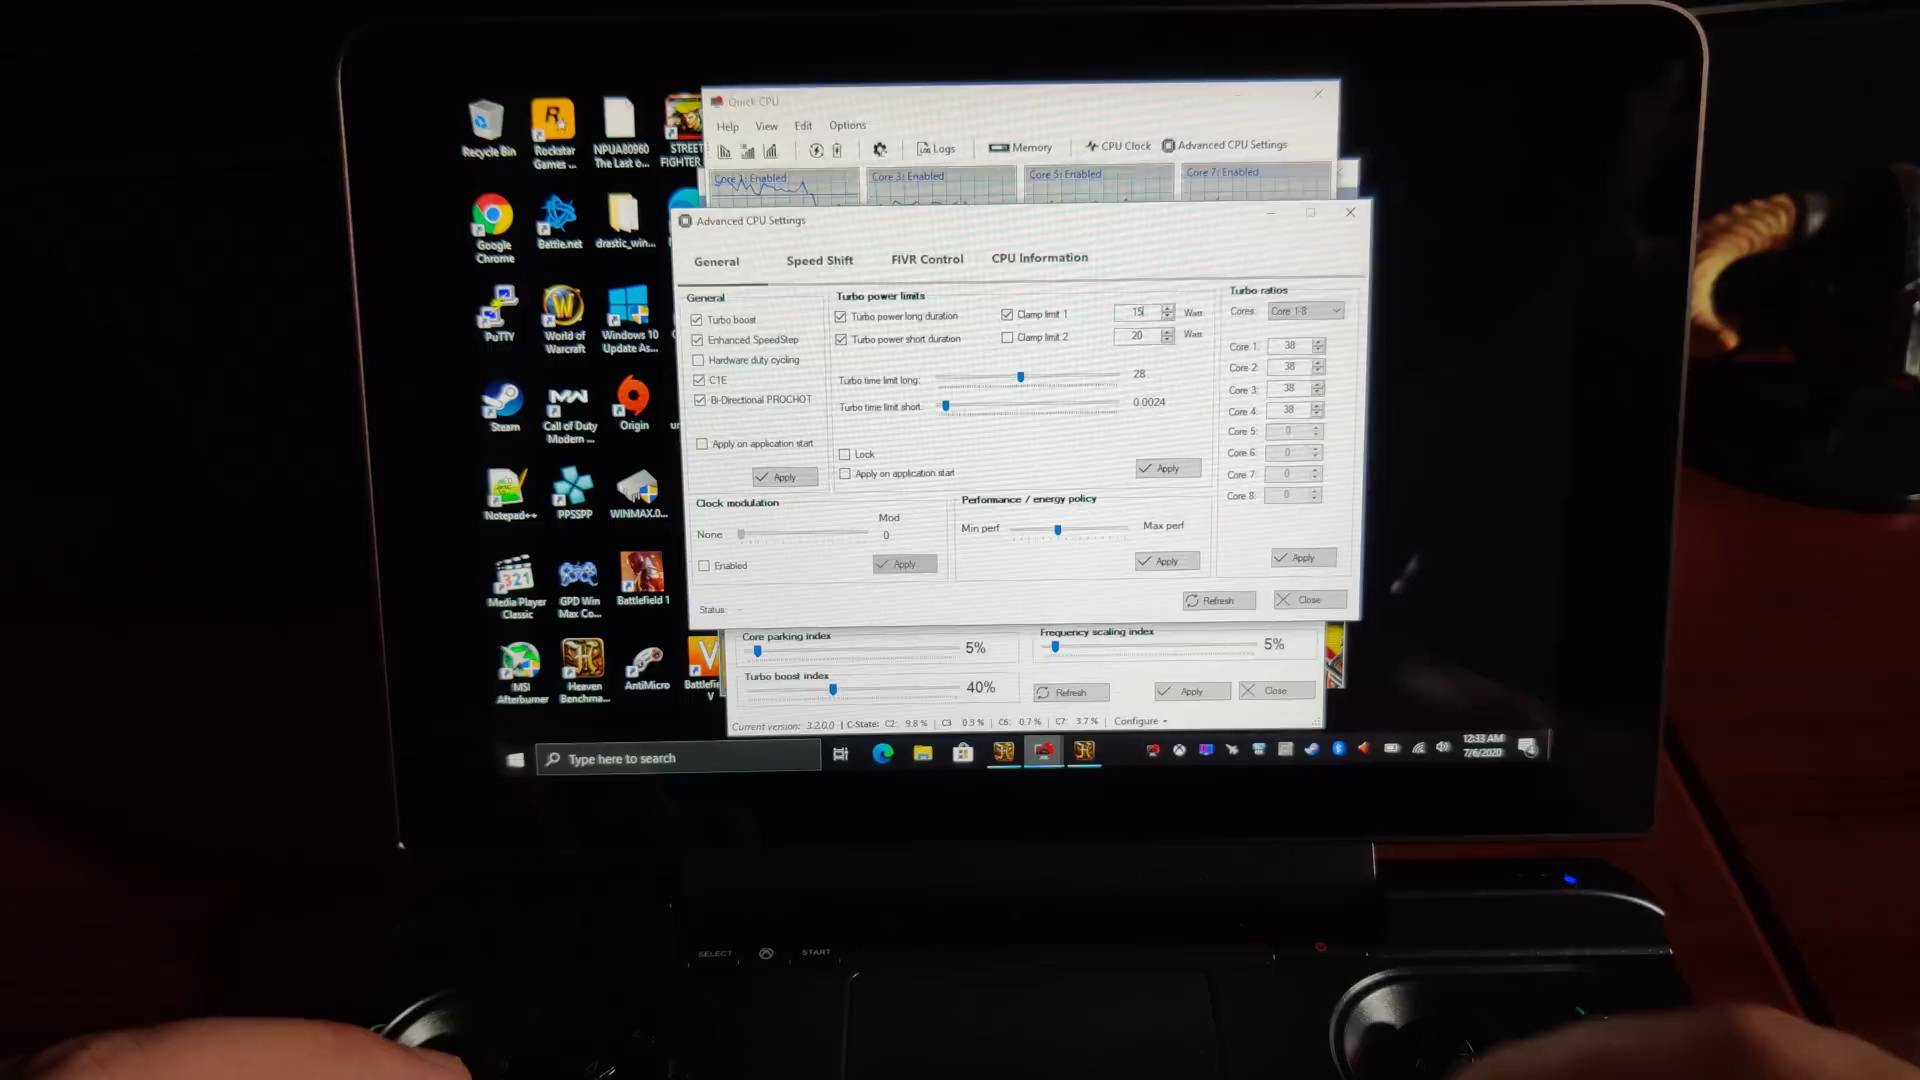 Recycle Bin
Rockstar Games ...
NPUA80960 The Last o...
STREET FIGHTER
Google Chrome
Battle.net
drastic_win...
PuTTY
World of Warcraft
Windows 10 Update As...
Steam
Call of Duty Modern ...
Origin
Notepad++
PPSSPP
WINMAX.0...
Media Player Classic
GPD Win Max Co...
Battlefield 1
MSI Afterburner
Heaven Benchma...
AntiMicro
Battlefie V
Quick CPU
Help View Edit Options
Logs Memory CPU Clock Advanced CPU Settings
Core 1: Enabled Core 3: Enabled Core 5: Enabled Core 7: Enabled
Advanced CPU Settings
General Speed Shift FIVR Control CPU Information
General
Turbo boost
Enhanced SpeedStep
Hardware duty cycling
C1E
Bi-Directional PROCHOT
Apply on application start
Apply
Turbo power limits
Turbo power long duration Clamp limit 1 15 Watt
Turbo power short duration Clamp limit 2 20 Watt
Turbo time limit long: 28
Turbo time limit short: 0.0024
Lock
Apply on application start
Apply
Turbo ratios
Cores: Core 1-8
Core 1: 38
Core 2: 38
Core 3: 38
Core 4: 38
Core 5: 0
Core 6: 0
Core 7: 0
Core 8: 0
Apply
Clock modulation
Mod
None 0
Enabled Apply
Performance / energy policy
Min perf Max perf
Apply
Status: -
Refresh Close
Core parking index
5%
Frequency scaling index
5%
Turbo boost index
40%
Refresh Apply Close
Current version: 3.2.0.0 | C-State: C2: 9.8 % | C3 0.3 % | C6: 0.7 % | C7: 3.7 % | Configure
Type here to search
12:33 AM
7/6/2020
SELECT START